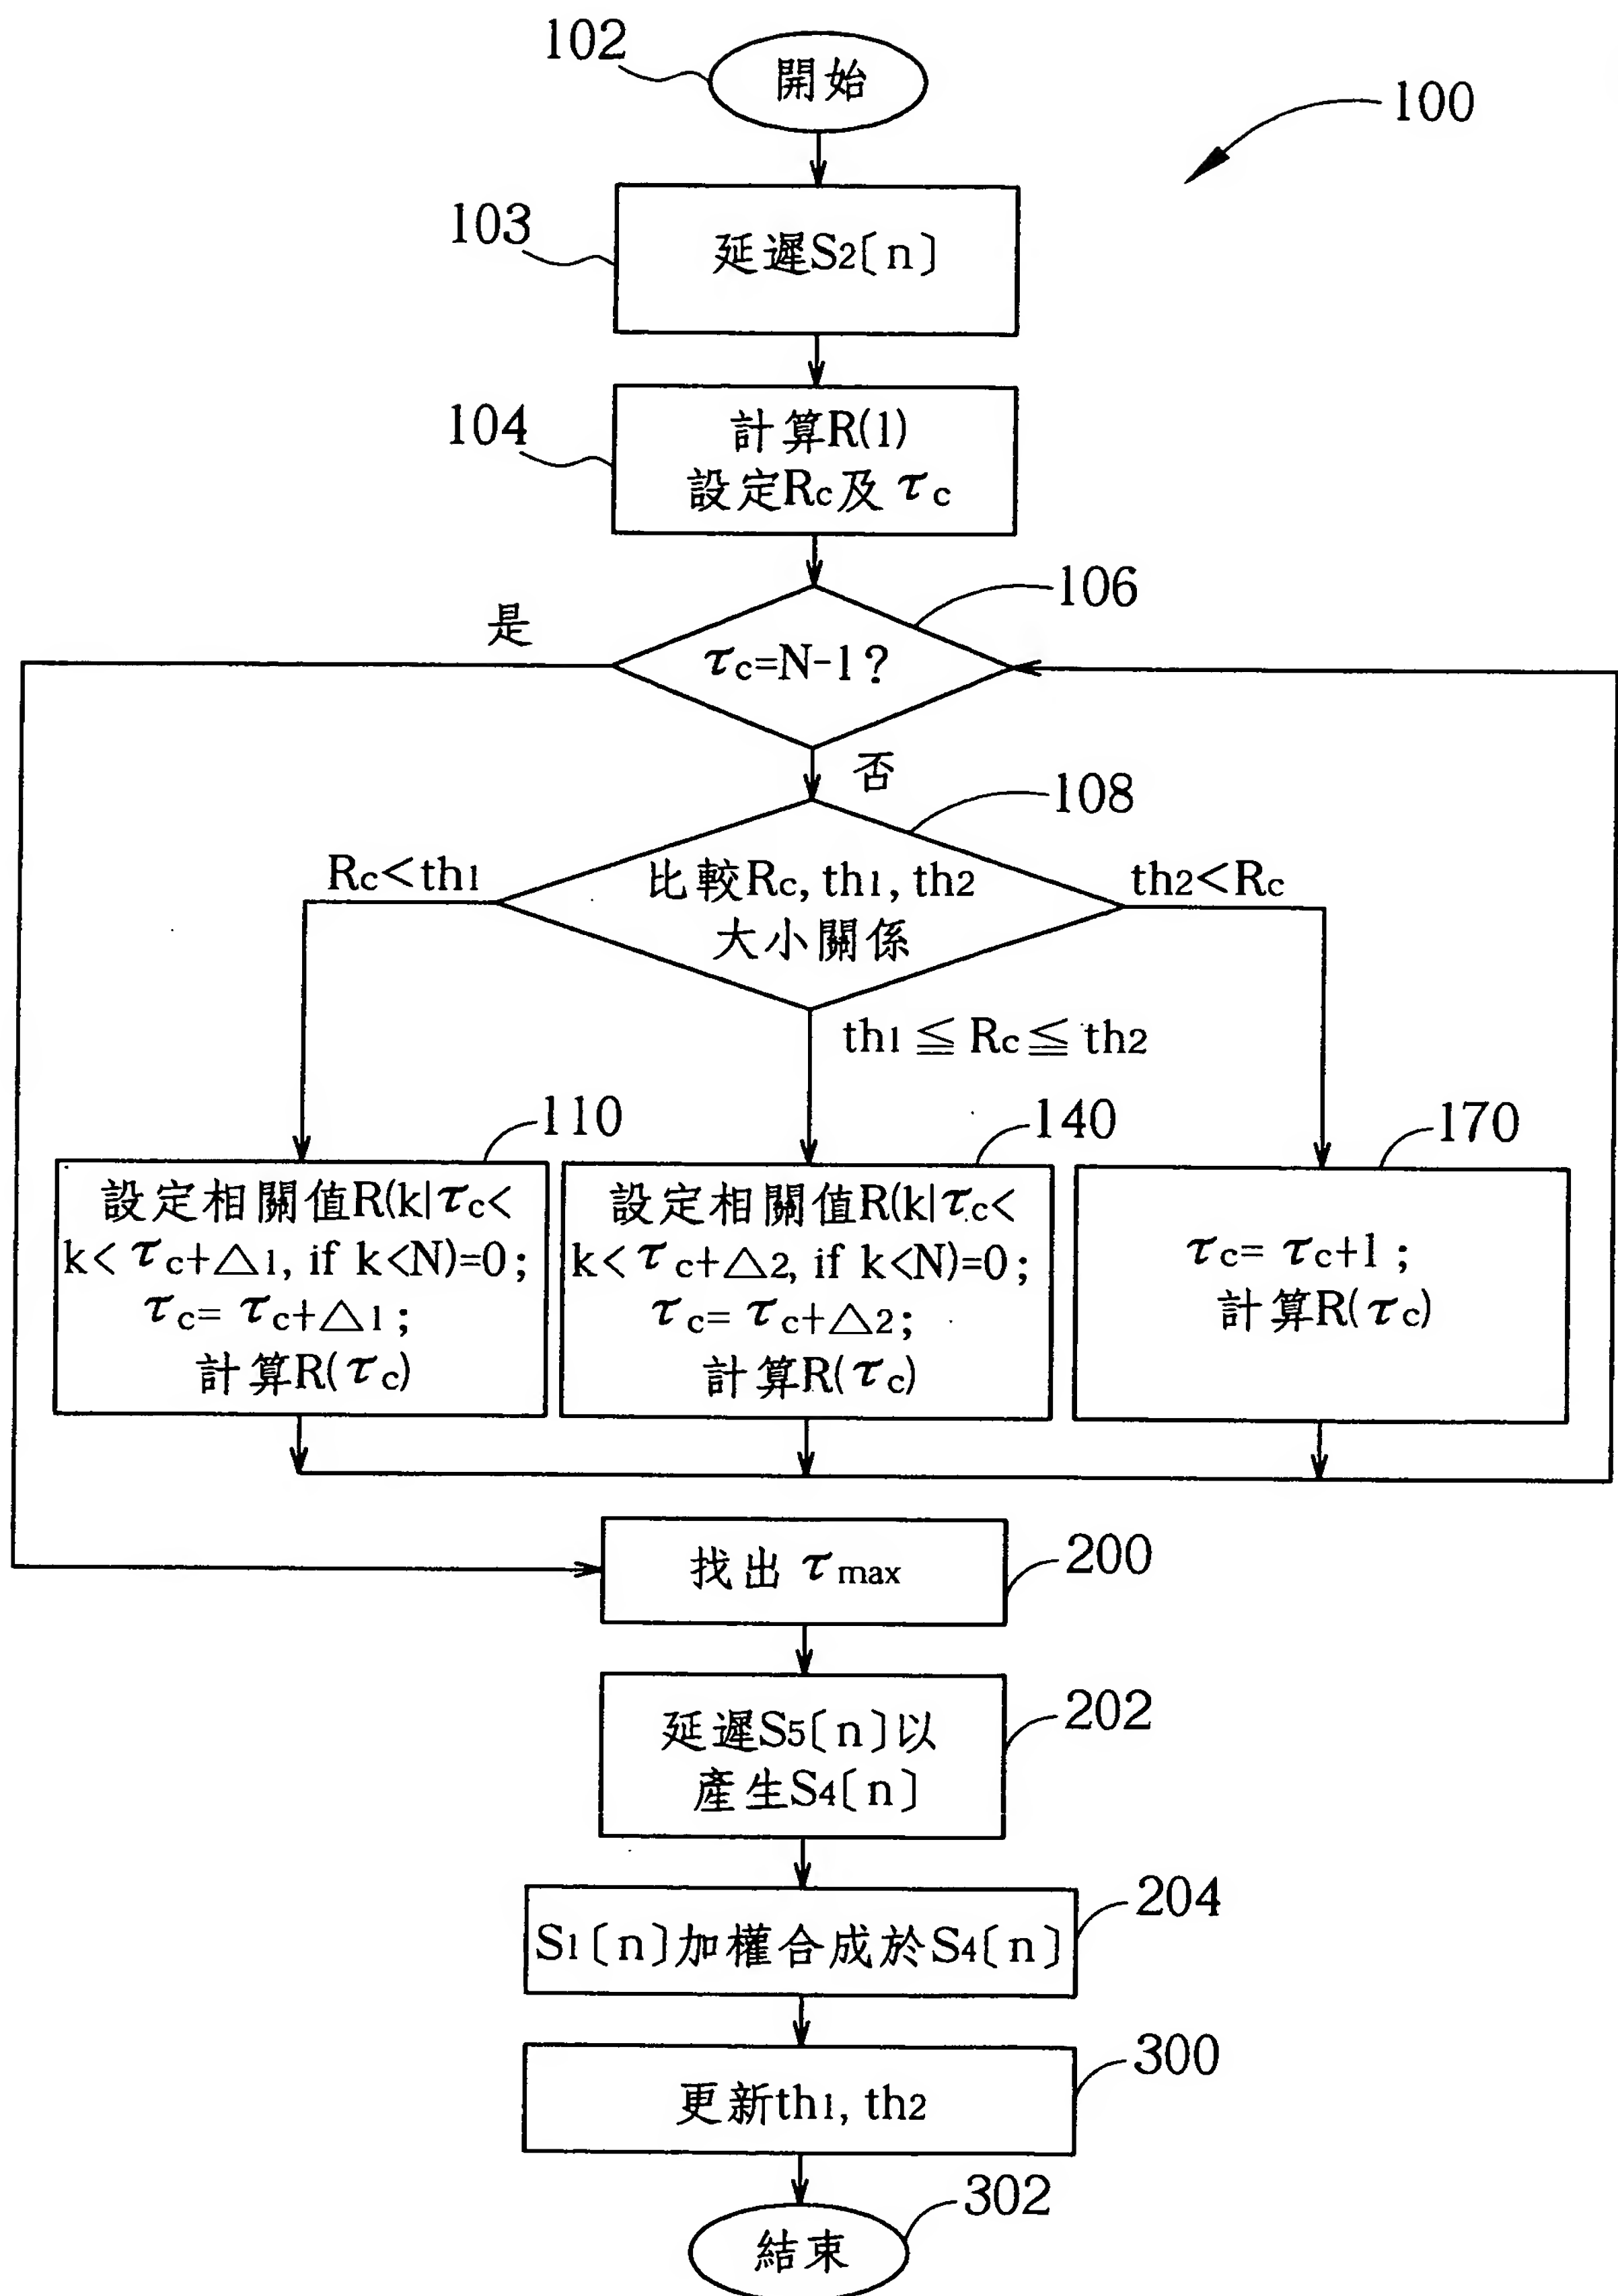 102
開始
100
103
延遲S2〔n〕
104
計算R(1)
設定Rc及 τc
106
是
τc=N-1?
否
108
Rc<th1
比較Rc, th1, th2
大小關係
th2<Rc
th1 ≦ Rc ≦ th2
110
設定相關值R(k|τc<
k< τc+△1, if k<N)=0;
τc= τc+△1;
計算R(τc)
140
設定相關值R(k|τc<
k< τc+△2, if k<N)=0;
τc= τc+△2;
計算R(τc)
170
τc= τc+1;
計算R(τc)
200
找出 τmax
202
延遲S5〔n〕以
產生S4〔n〕
204
S1〔n〕加權合成於S4〔n〕
300
更新th1, th2
302
結束